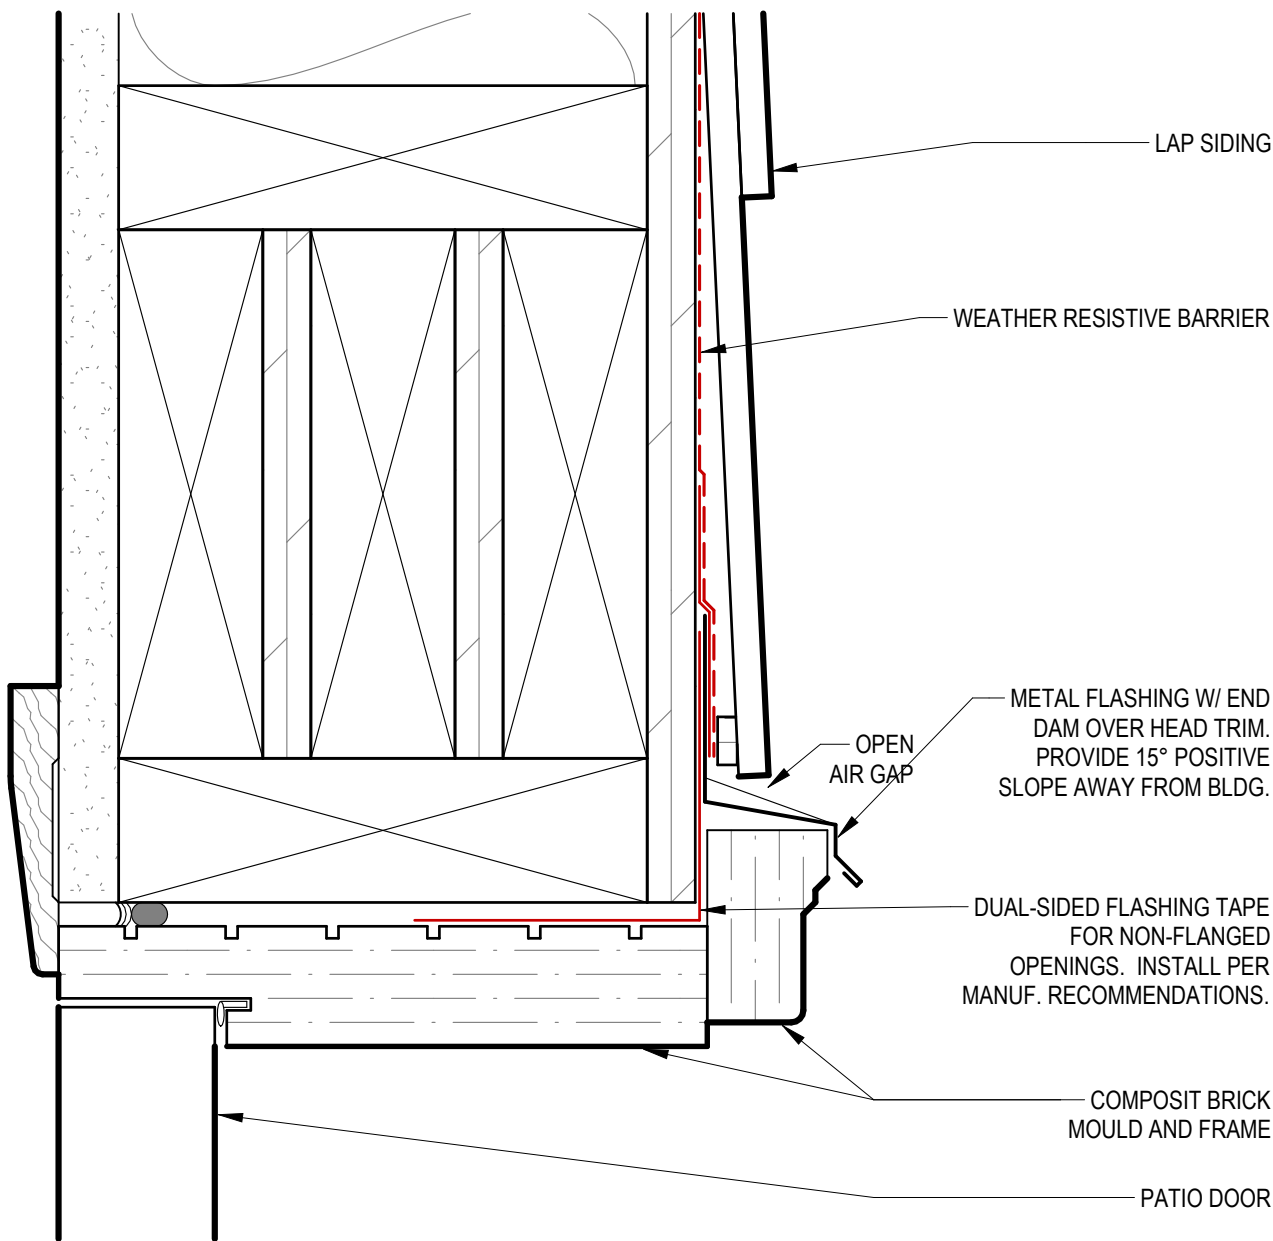 LAP SIDING
WEATHER RESISTIVE BARRIER
METAL FLASHING W/ END
DAM OVER HEAD TRIM.
PROVIDE 15° POSITIVE
SLOPE AWAY FROM BLDG.
OPEN
AIR GAP
DUAL-SIDED FLASHING TAPE
FOR NON-FLANGED
OPENINGS. INSTALL PER
MANUF. RECOMMENDATIONS.
COMPOSIT BRICK
MOULD AND FRAME
PATIO DOOR